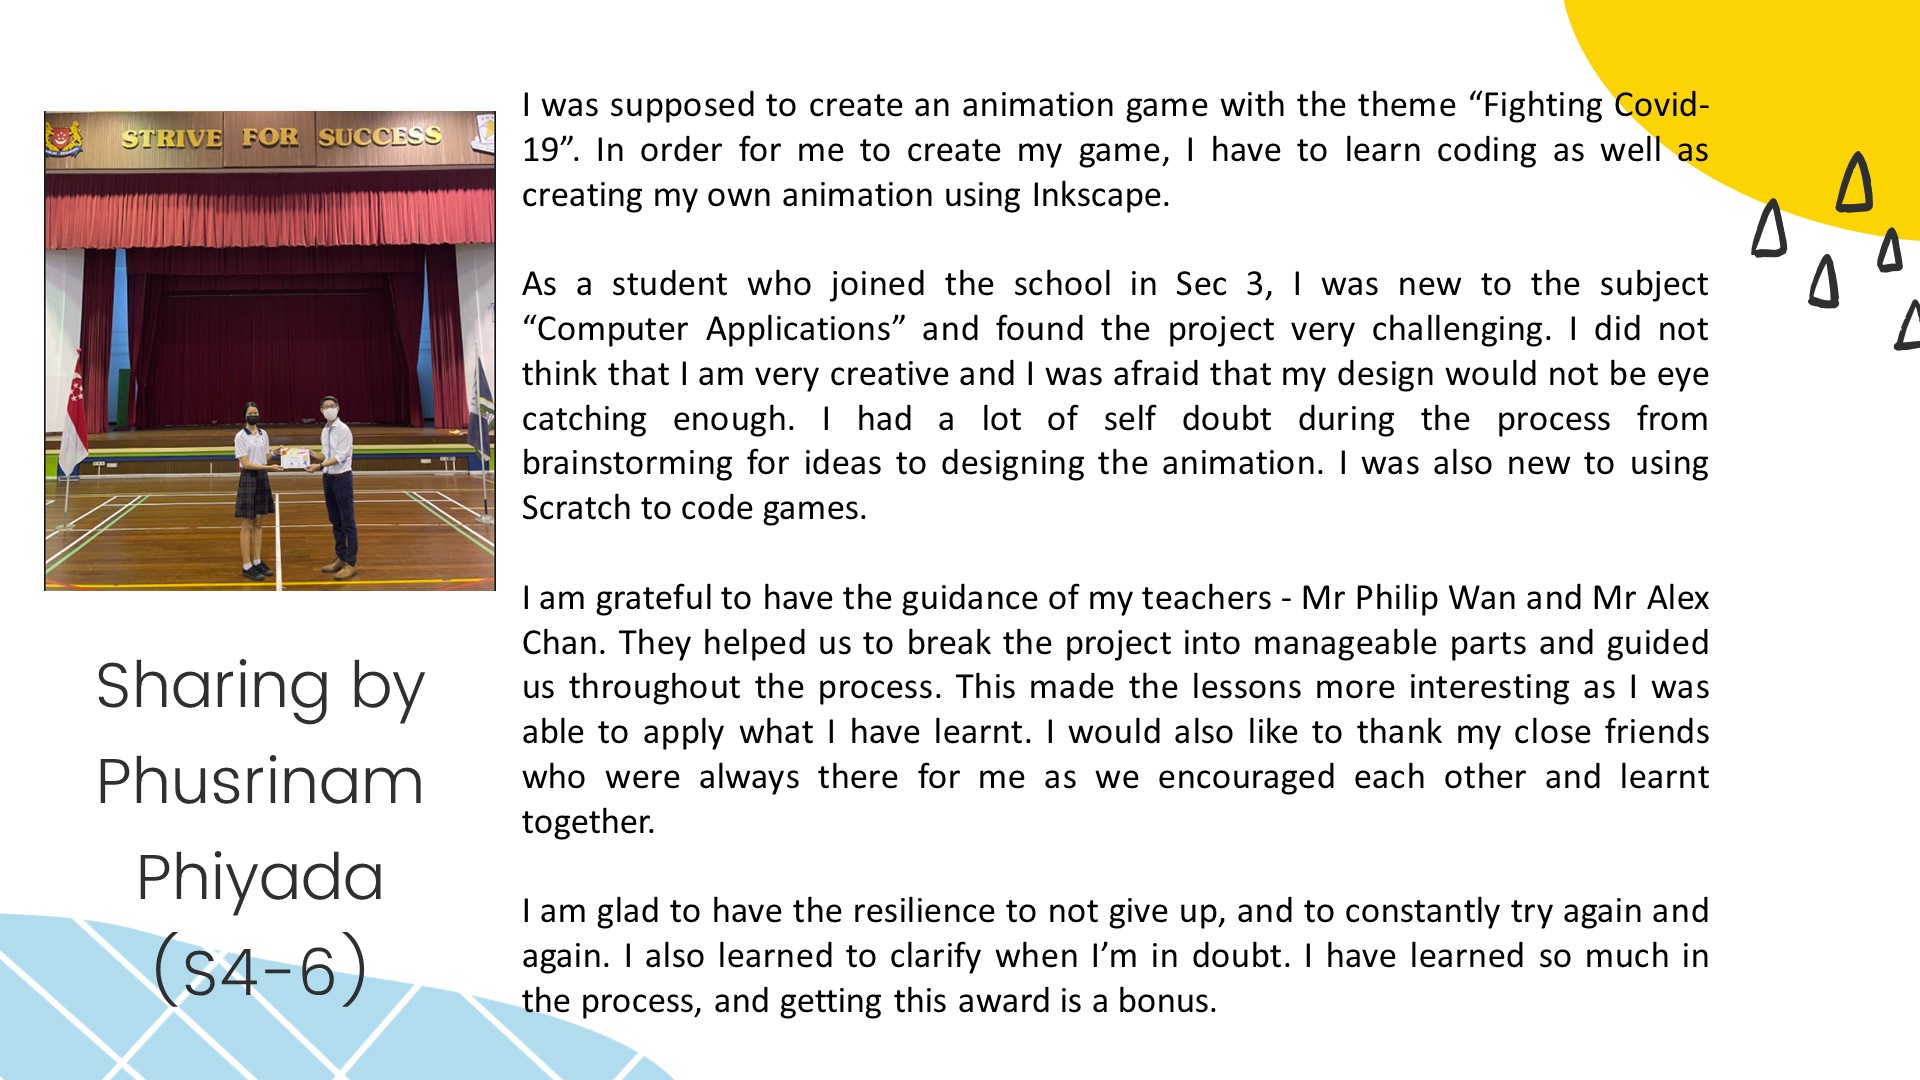 STRIVE FOR SUCCESS
Sharing by
Phusrinam
Phiyada
(S4-6)
I was supposed to create an animation game with the theme “Fighting Covid-
19”. In order for me to create my game, I have to learn coding as well as
creating my own animation using Inkscape.
As a student who joined the school in Sec 3, I was new to the subject
“Computer Applications” and found the project very challenging. I did not
think that I am very creative and I was afraid that my design would not be eye
catching enough. I had a lot of self doubt during the process from
brainstorming for ideas to designing the animation. I was also new to using
Scratch to code games.
I am grateful to have the guidance of my teachers - Mr Philip Wan and Mr Alex
Chan. They helped us to break the project into manageable parts and guided
us throughout the process. This made the lessons more interesting as I was
able to apply what I have learnt. I would also like to thank my close friends
who were always there for me as we encouraged each other and learnt
together.
I am glad to have the resilience to not give up, and to constantly try again and
again. I also learned to clarify when I’m in doubt. I have learned so much in
the process, and getting this award is a bonus.